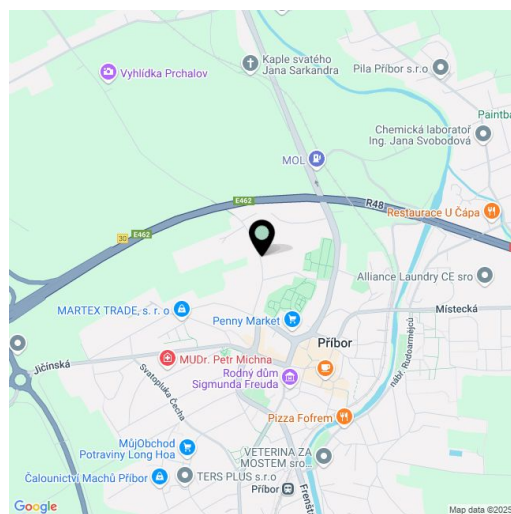 Kaple svatého
Jana Sarkandra
Vyhlídka Prchalov
Pila Příbor s.r.o
Paintba
Chemická laboratoř
Ing. Jana Svobodová
MOL
E462
R48
Restaurace U Čápa
30
E462
Alliance Laundry CE sro
MARTEX TRADE, s. r. o
Penny Market
Místecká
Příbor
MUDr. Petr Michna
Jičínská
Rodný dům
Sigmunda Freuda
Svatopluka Čecha
nábř. Rudoarmějců
Pizza Fofrem
MůjObchod
Potraviny Long Hoa
VETERINA ZA
MOSTEM sro...
Čalounictví Machů Příbor
TERS PLUS s.r.o
Příbor
Frenšta
Google
Map data ©2025